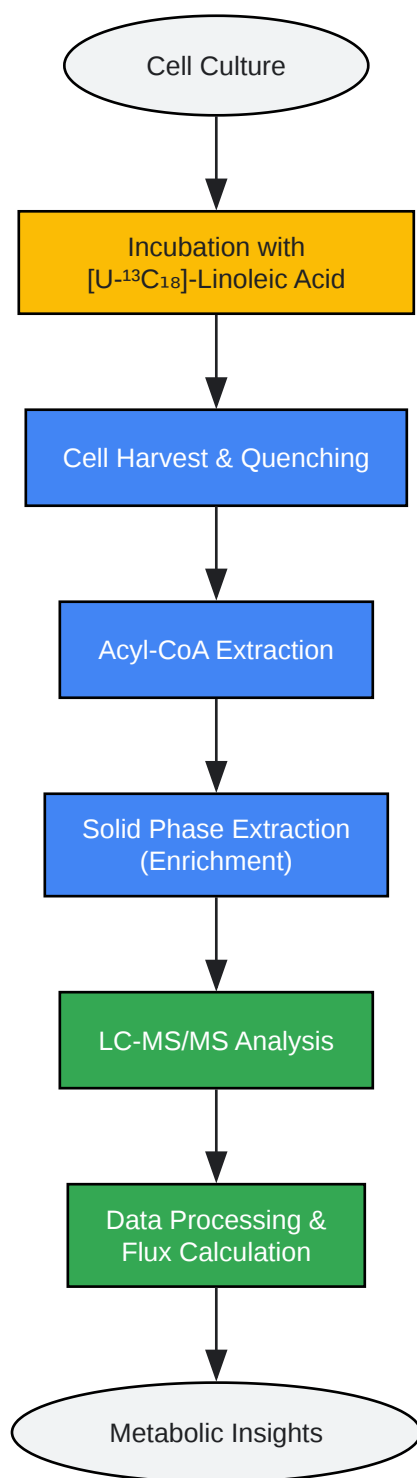 Cell Culture
Incubation with
[U-¹³C₁₈]-Linoleic Acid
Cell Harvest & Quenching
Acyl-CoA Extraction
Solid Phase Extraction
(Enrichment)
LC-MS/MS Analysis
Data Processing &
Flux Calculation
Metabolic Insights